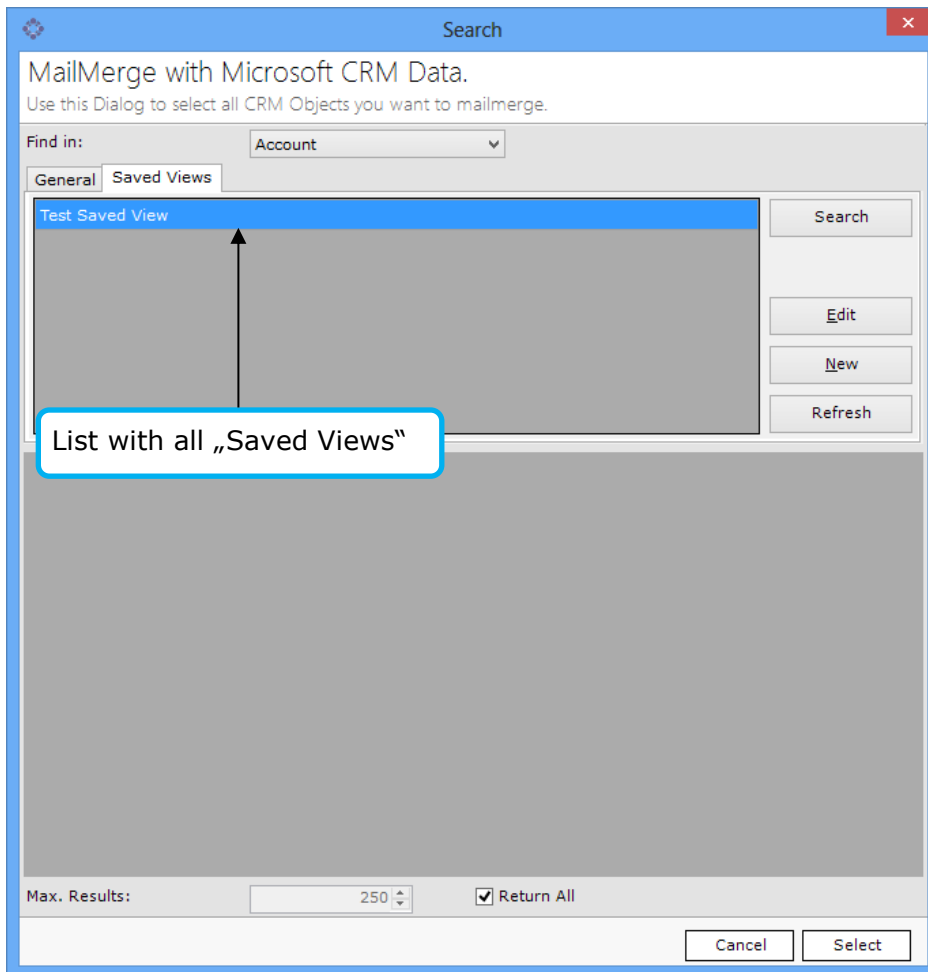 Search
MailMerge with Microsoft CRM Data.
Use this Dialog to select all CRM Objects you want to mailmerge.
Find in:
Account
General
Saved Views
Test Saved View
Search
Edit
New
Refresh
List with all „Saved Views“
Max. Results:
250
Return All
Cancel
Select